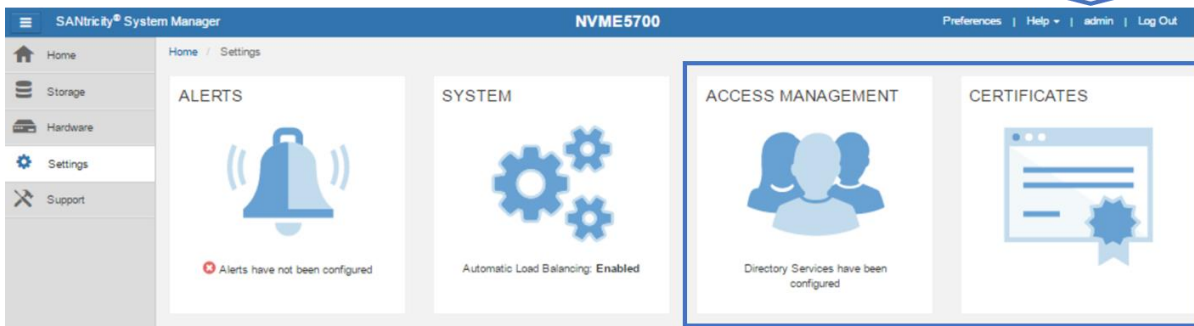 SANtricity® System Manager
NVME5700
Preferences | Help | admin | Log Out
Home
Storage
Hardware
Settings
Support
Home / Settings
ALERTS
Alerts have not been configured
SYSTEM
Automatic Load Balancing: Enabled
ACCESS MANAGEMENT
Directory Services have been
configured
CERTIFICATES